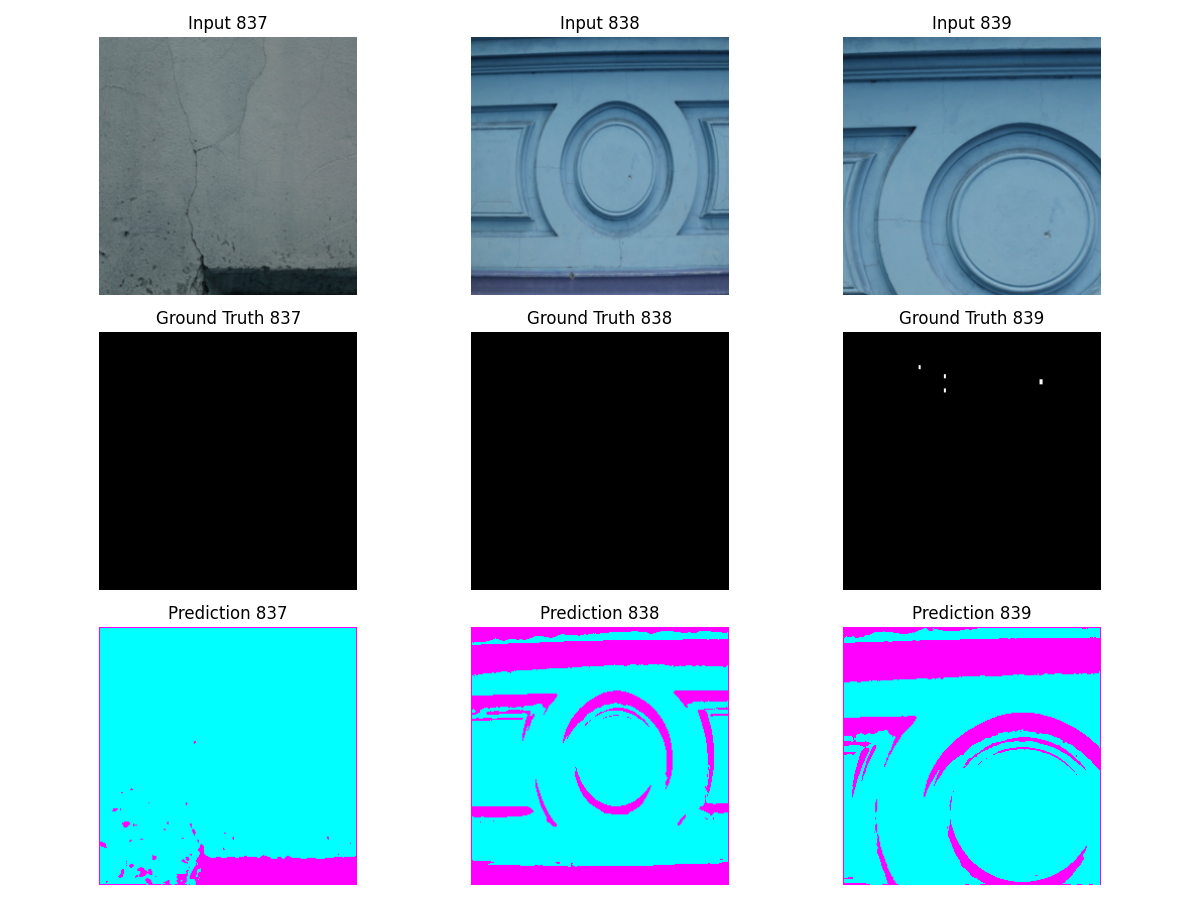 Input 837
Input 838
Input 839
Ground Truth 837
Ground Truth 838
Ground Truth 839
Prediction 837
Prediction 838
Prediction 839